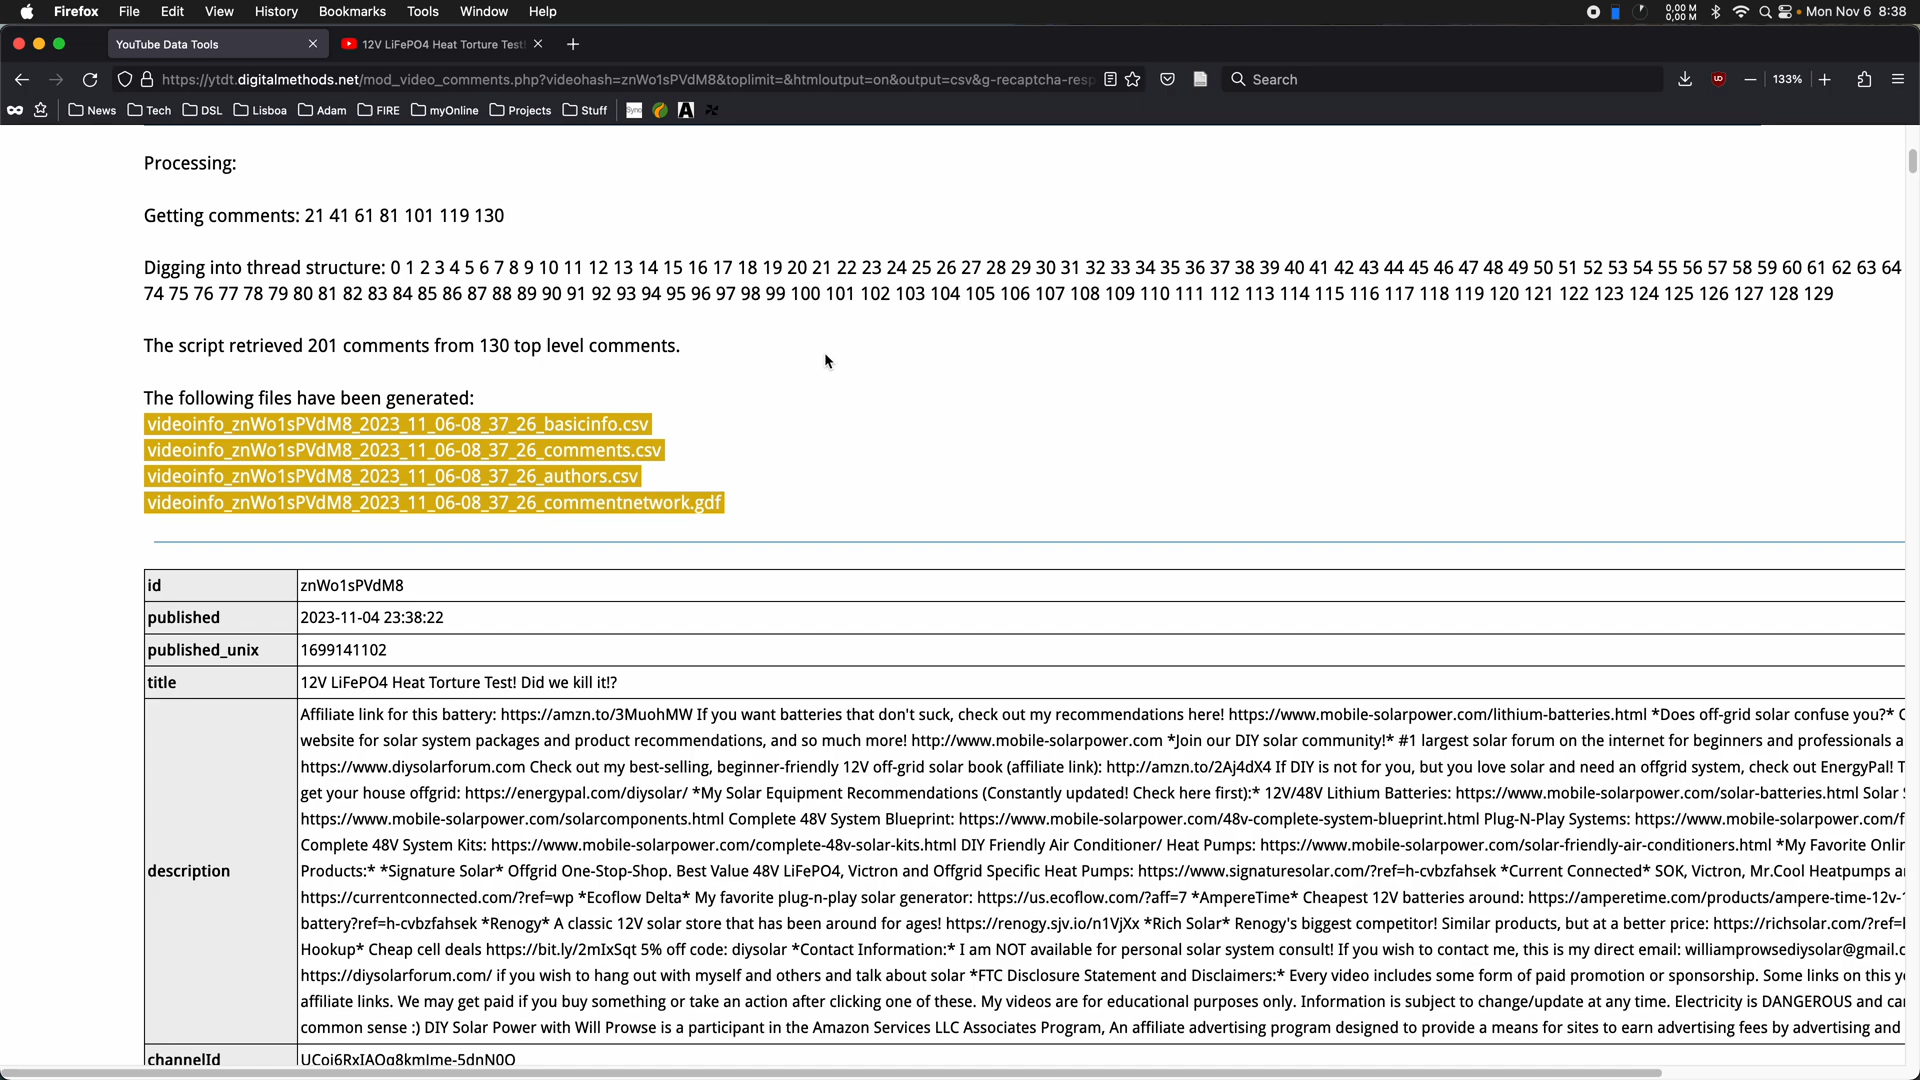 Firefox File Edit View History Bookmarks Tools Window Help 0,00 M 0,00 M Mon Nov 6 8:38
YouTube Data Tools 12V LiFePO4 Heat Torture Test!
https://ytdt.digitalmethods.net/mod_video_comments.php?videohash=znWo1sPVdM8&toplimit=&htmloutput=on&output=csv&g-recaptcha-resp Search 133%
News Tech DSL Lisboa Adam FIRE myOnline Projects Stuff
Processing:
Getting comments: 21 41 61 81 101 119 130
Digging into thread structure: 0 1 2 3 4 5 6 7 8 9 10 11 12 13 14 15 16 17 18 19 20 21 22 23 24 25 26 27 28 29 30 31 32 33 34 35 36 37 38 39 40 41 42 43 44 45 46 47 48 49 50 51 52 53 54 55 56 57 58 59 60 61 62 63 64
74 75 76 77 78 79 80 81 82 83 84 85 86 87 88 89 90 91 92 93 94 95 96 97 98 99 100 101 102 103 104 105 106 107 108 109 110 111 112 113 114 115 116 117 118 119 120 121 122 123 124 125 126 127 128 129
The script retrieved 201 comments from 130 top level comments.
The following files have been generated:
videoinfo_znWo1sPVdM8_2023_11_06-08_37_26_basicinfo.csv
videoinfo_znWo1sPVdM8_2023_11_06-08_37_26_comments.csv
videoinfo_znWo1sPVdM8_2023_11_06-08_37_26_authors.csv
videoinfo_znWo1sPVdM8_2023_11_06-08_37_26_commentnetwork.gdf
id znWo1sPVdM8
published 2023-11-04 23:38:22
published_unix 1699141102
title 12V LiFePO4 Heat Torture Test! Did we kill it!?
description
Affiliate link for this battery: https://amzn.to/3MuohMW If you want batteries that don't suck, check out my recommendations here! https://www.mobile-solarpower.com/lithium-batteries.html *Does off-grid solar confuse you?*
website for solar system packages and product recommendations, and so much more! http://www.mobile-solarpower.com *Join our DIY solar community!* #1 largest solar forum on the internet for beginners and professionals a
https://www.diysolarforum.com Check out my best-selling, beginner-friendly 12V off-grid solar book (affiliate link): http://amzn.to/2Aj4dX4 If DIY is not for you, but you love solar and need an offgrid system, check out EnergyPal! T
get your house offgrid: https://energypal.com/diysolar/ *My Solar Equipment Recommendations (Constantly updated! Check here first):* 12V/48V Lithium Batteries: https://www.mobile-solarpower.com/solar-batteries.html Solar
https://www.mobile-solarpower.com/solarcomponents.html Complete 48V System Blueprint: https://www.mobile-solarpower.com/48v-complete-system-blueprint.html Plug-N-Play Systems: https://www.mobile-solarpower.com/f
Complete 48V System Kits: https://www.mobile-solarpower.com/complete-48v-solar-kits.html DIY Friendly Air Conditioner/ Heat Pumps: https://www.mobile-solarpower.com/solar-friendly-air-conditioners.html *My Favorite Onlin
Products:* *Signature Solar* Offgrid One-Stop-Shop. Best Value 48V LiFePO4, Victron and Offgrid Specific Heat Pumps: https://www.signaturesolar.com/?ref=h-cvbzfahsek *Current Connected* SOK, Victron, Mr.Cool Heatpumps a
https://currentconnected.com/?ref=wp *Ecoflow Delta* My favorite plug-n-play solar generator: https://us.ecoflow.com/?aff=7 *AmpereTime* Cheapest 12V batteries around: https://amperetime.com/products/ampere-time-12v-
battery?ref=h-cvbzfahsek *Renogy* A classic 12V solar store that has been around for ages! https://renogy.sjv.io/n1VjXx *Rich Solar* Renogy's biggest competitor! Similar products, but at a better price: https://richsolar.com/?ref=
Hookup* Cheap cell deals https://bit.ly/2mIxSqt 5% off code: diysolar *Contact Information:* I am NOT available for personal solar system consult! If you wish to contact me, this is my direct email: williamprowsediysolar@gmail.c
https://diysolarforum.com/ if you wish to hang out with myself and others and talk about solar *FTC Disclosure Statement and Disclaimers:* Every video includes some form of paid promotion or sponsorship. Some links on this y
affiliate links. We may get paid if you buy something or take an action after clicking one of these. My videos are for educational purposes only. Information is subject to change/update at any time. Electricity is DANGEROUS and ca
common sense :) DIY Solar Power with Will Prowse is a participant in the Amazon Services LLC Associates Program, An affiliate advertising program designed to provide a means for sites to earn advertising fees by advertising and
channelId